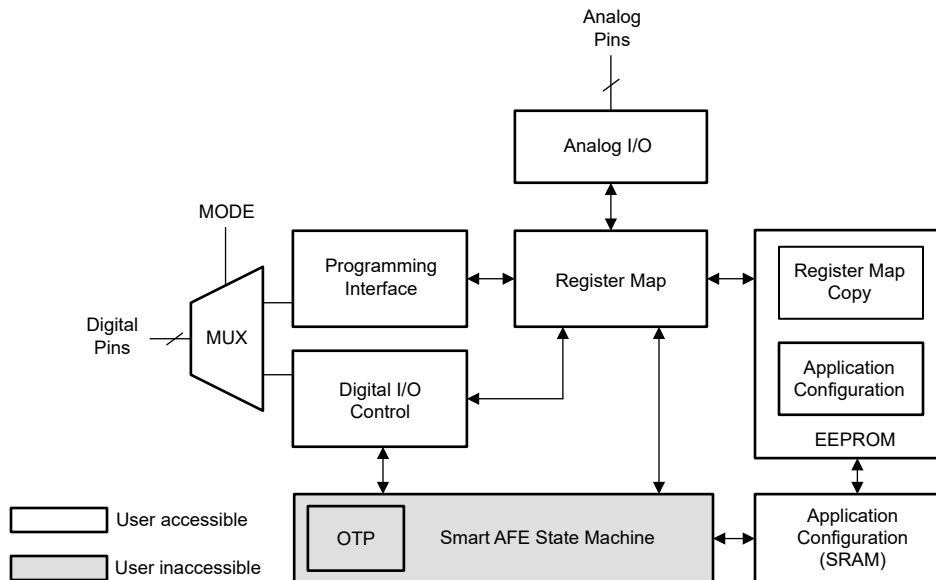 Analog
Pins
Analog I/O
MODE
Programming
Interface
Register Map
Register Map
Copy
Digital
Pins
MUX
Digital I/O
Control
Application
Configuration
EEPROM
User accessible
OTP
Smart AFE State Machine
Application
Configuration
(SRAM)
User inaccessible